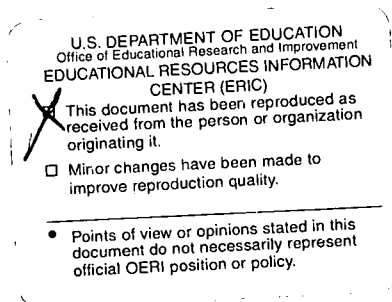 U.S. DEPARTMENT OF EDUCATION
Office of Educational Research and Improvement
EDUCATIONAL RESOURCES INFORMATION
CENTER (ERIC)
This document has been reproduced as
received from the person or organization
originating it.
□ Minor changes have been made to
improve reproduction quality.
• Points of view or opinions stated in this
document do not necessarily represent
official OERI position or policy.